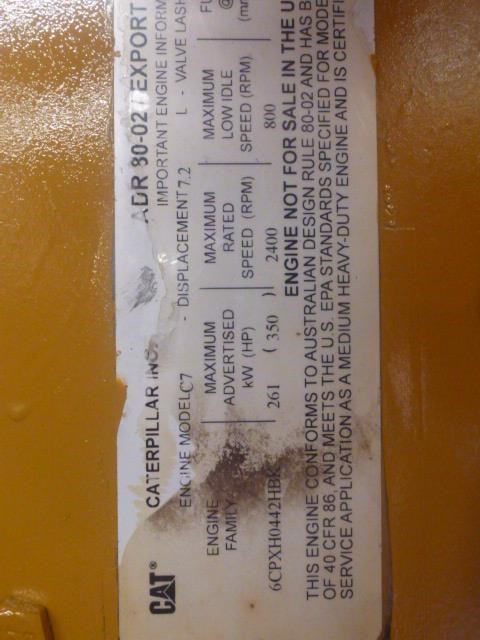 CAT® CATERPILLAR INC. ADR 80-02 EXPORT
IMPORTANT ENGINE INFORM
ENGINE MODEL C7 - DISPLACEMENT 7.2 L - VALVE LASH
ENGINE FAMILY
MAXIMUM ADVERTISED kW (HP)
MAXIMUM RATED SPEED (RPM)
MAXIMUM LOW IDLE SPEED (RPM)
FU
@
(mm
6CPXH0442HBK 261 ( 350 ) 2400 800
ENGINE NOT FOR SALE IN THE U
THIS ENGINE CONFORMS TO AUSTRALIAN DESIGN RULE 80-02 AND HAS B
OF 40 CFR 86, AND MEETS THE U.S. EPA STANDARDS SPECIFIED FOR MODE
SERVICE APPLICATION AS A MEDIUM HEAVY-DUTY ENGINE AND IS CERTIFI